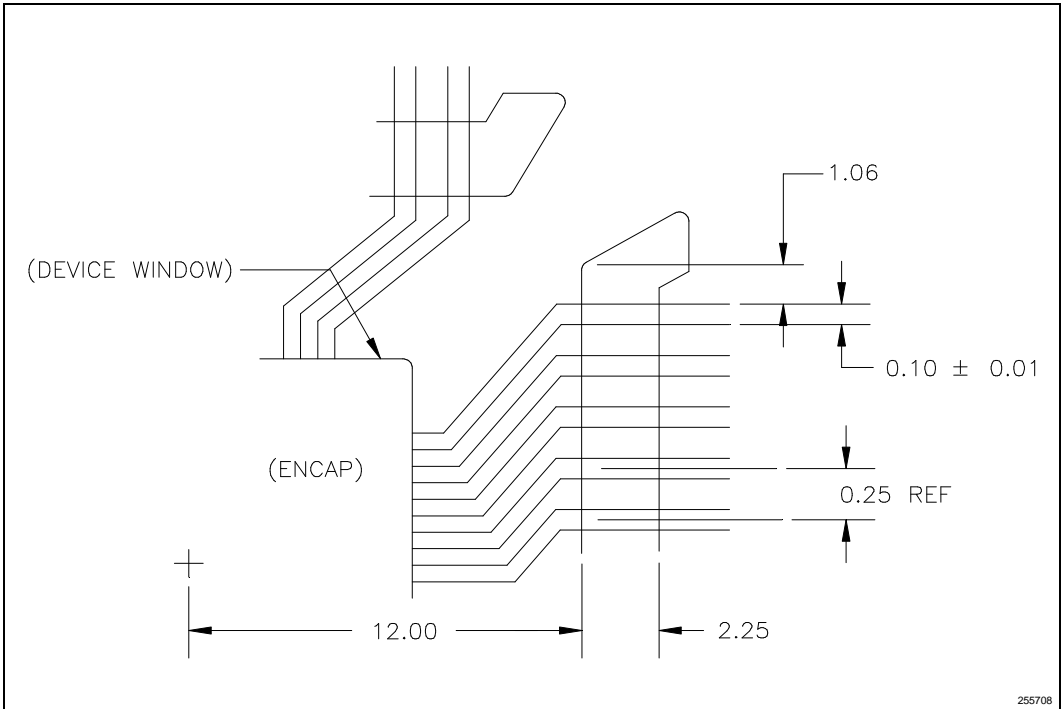 1.06
(DEVICE WINDOW)
0.10 ± 0.01
(ENCAP)
0.25 REF
12.00
2.25
255708